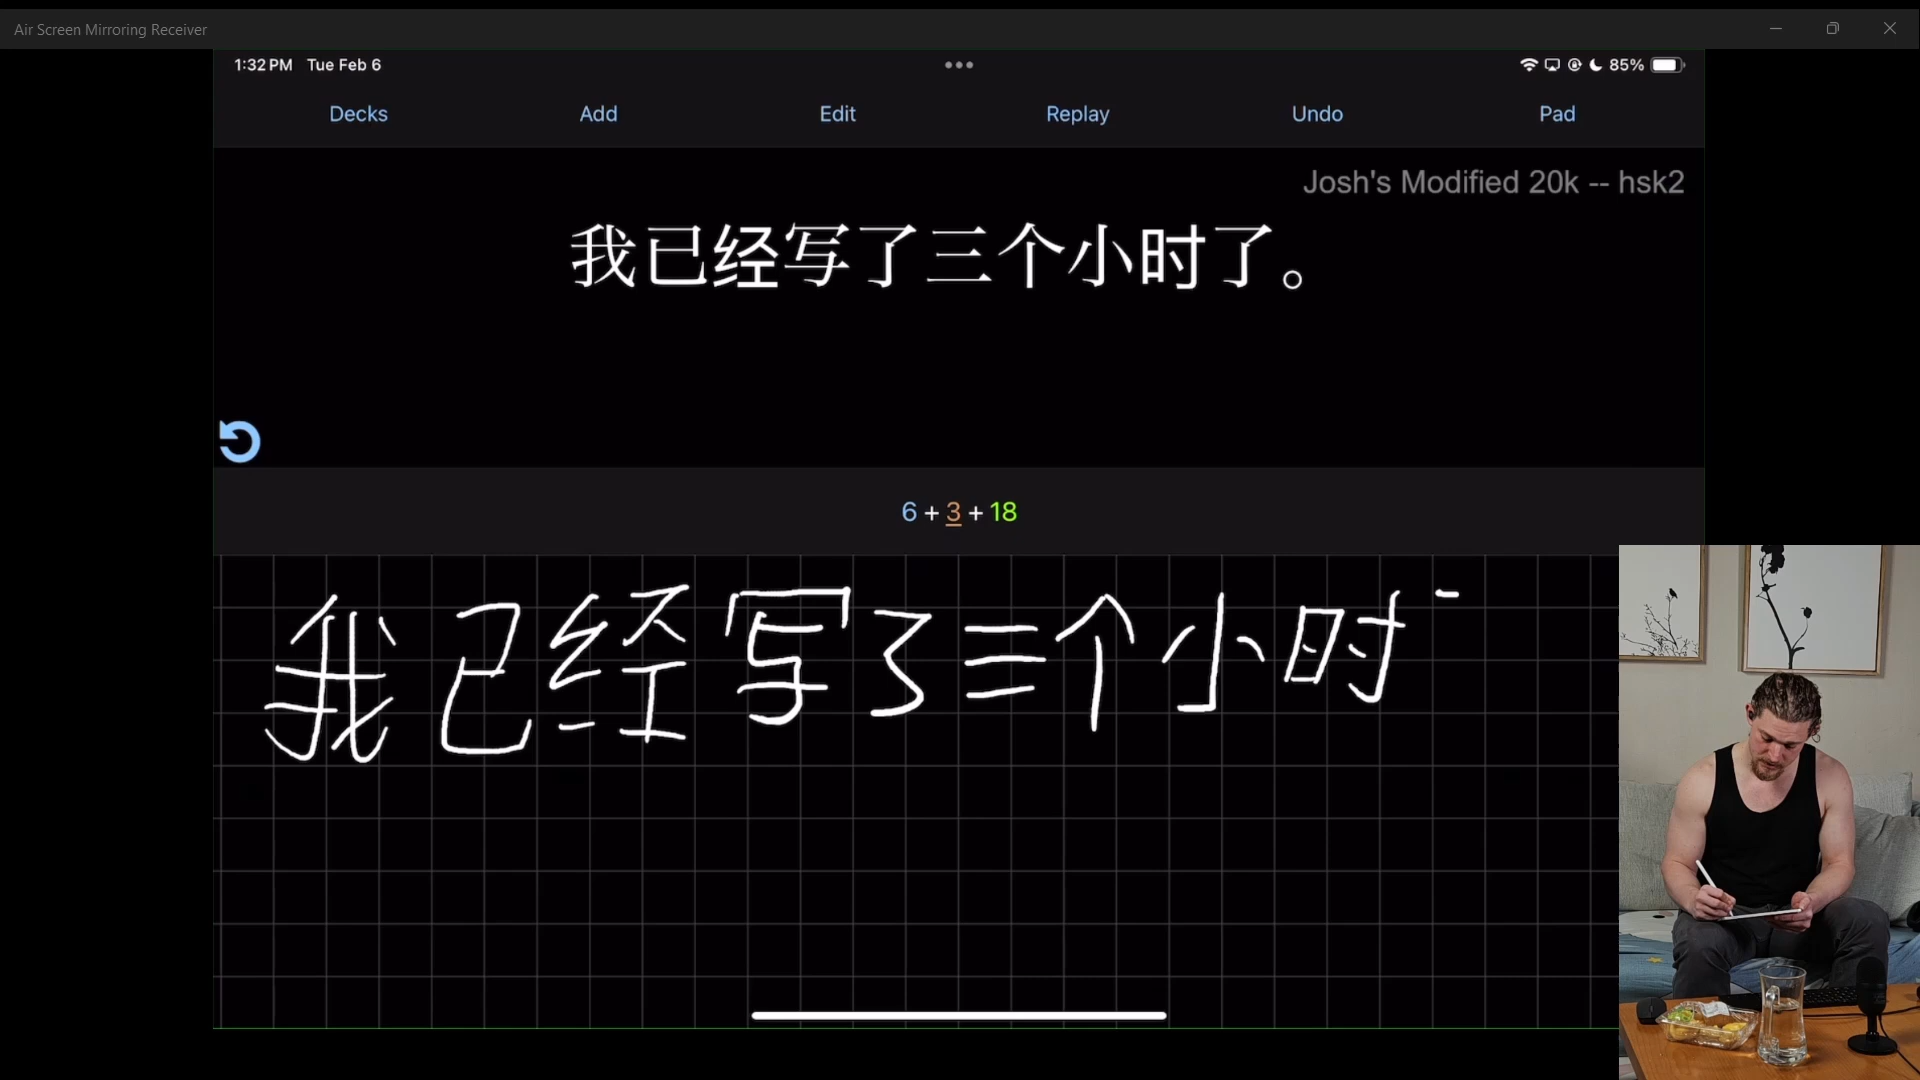 Air Screen Mirroring Receiver
1:32 PM Tue Feb 6
85%
Decks Add Edit Replay Undo Pad
Josh's Modified 20k -- hsk2
我已经写了三个小时了。
6 + 3 + 18
我已经写了三个小时